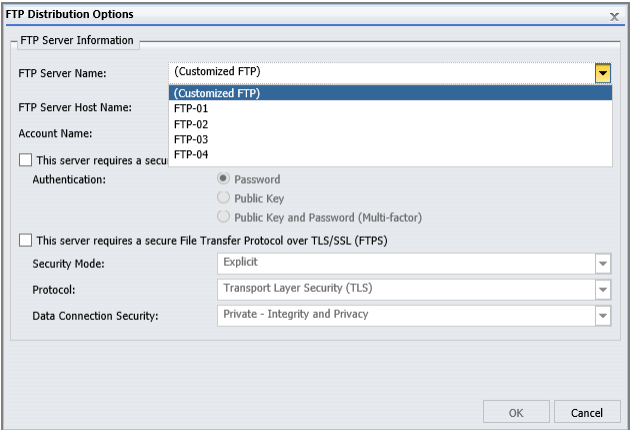 FTP Distribution Options
FTP Server Information
FTP Server Name: (Customized FTP)
(Customized FTP)
FTP Server Host Name: FTP-01
FTP-02
Account Name: FTP-03
FTP-04
This server requires a secu
Authentication: Password
Public Key
Public Key and Password (Multi-factor)
This server requires a secure File Transfer Protocol over TLS/SSL (FTPS)
Security Mode: Explicit
Protocol: Transport Layer Security (TLS)
Data Connection Security: Private - Integrity and Privacy
OK Cancel